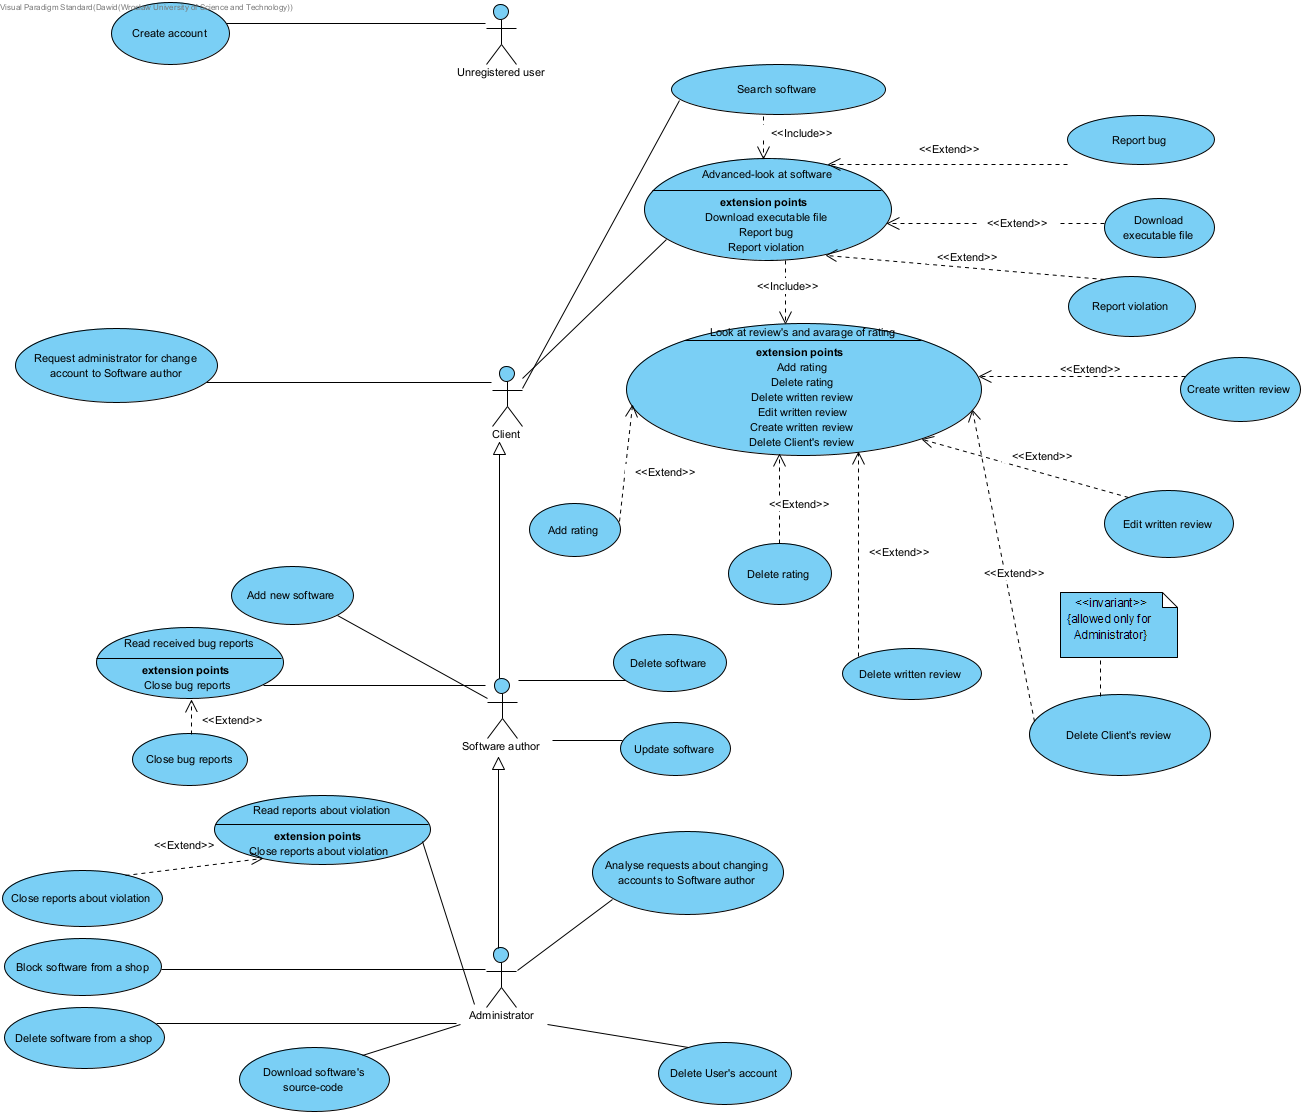 Visual Paradigm Standard(Dawid(Wroclaw University of Science and Technology))
Create account
Unregistered user
Search software
<<Include>>
Report bug
<<Extend>>
Advanced-look at software
extension points
Download executable file
Report bug
Report violation
<<Extend>>
Download
executable file
<<Extend>>
Report violation
<<Include>>
Look at review's and avarage of rating
extension points
Add rating
Delete rating
Delete written review
Edit written review
Create written review
Delete Client's review
<<Extend>>
Create written review
Request administrator for change
account to Software author
Client
<<Extend>>
<<Extend>>
<<Extend>>
Edit written review
Add rating
<<Extend>>
Delete rating
<<Extend>>
Add new software
<<invariant>>
{allowed only for
Administrator}
Read received bug reports
extension points
Close bug reports
Delete software
Delete written review
<<Extend>>
Close bug reports
Software author
Update software
Delete Client's review
Read reports about violation
extension points
Close reports about violation
<<Extend>>
Close reports about violation
Analyse requests about changing
accounts to Software author
Block software from a shop
Administrator
Delete software from a shop
Download software's
source-code
Delete User's account